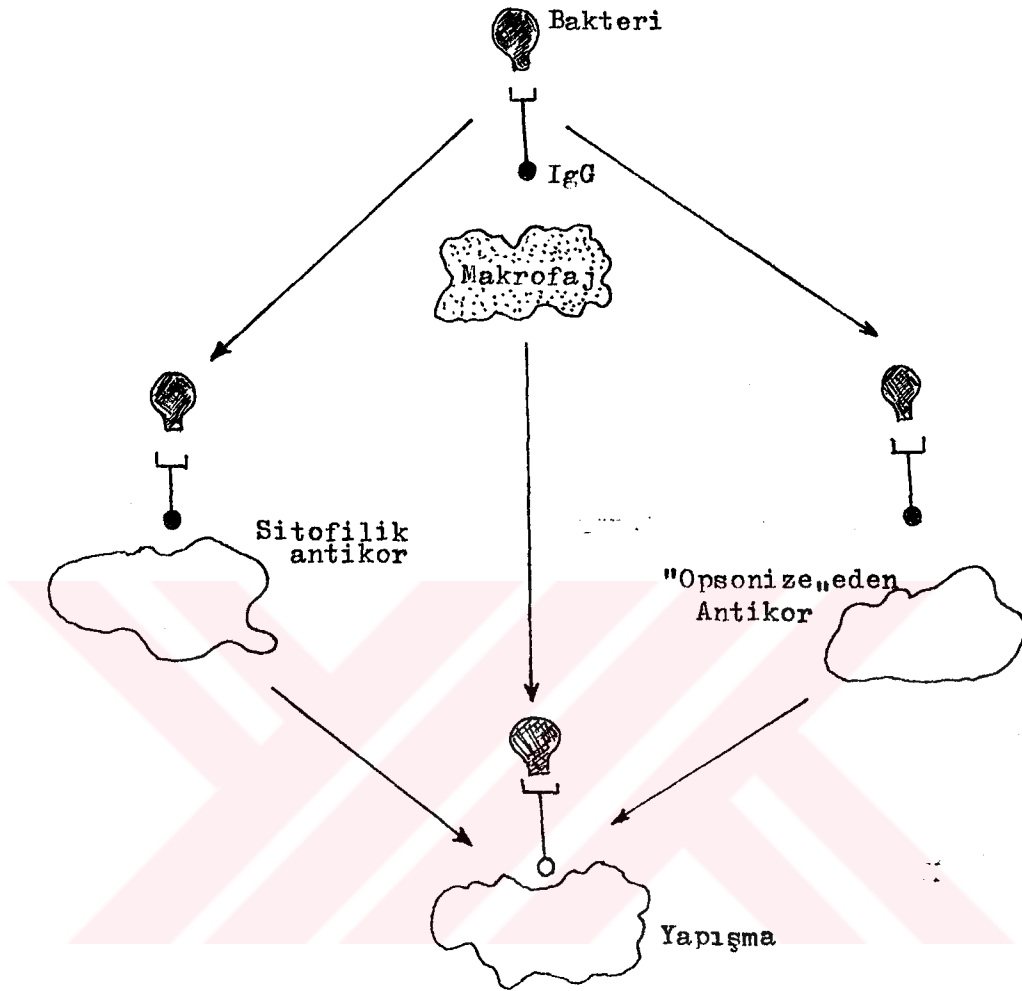 Bakteri
IgG
Makrofaj
Sitofilik
antikor
"Opsonize„eden
Antikor
Yapışma